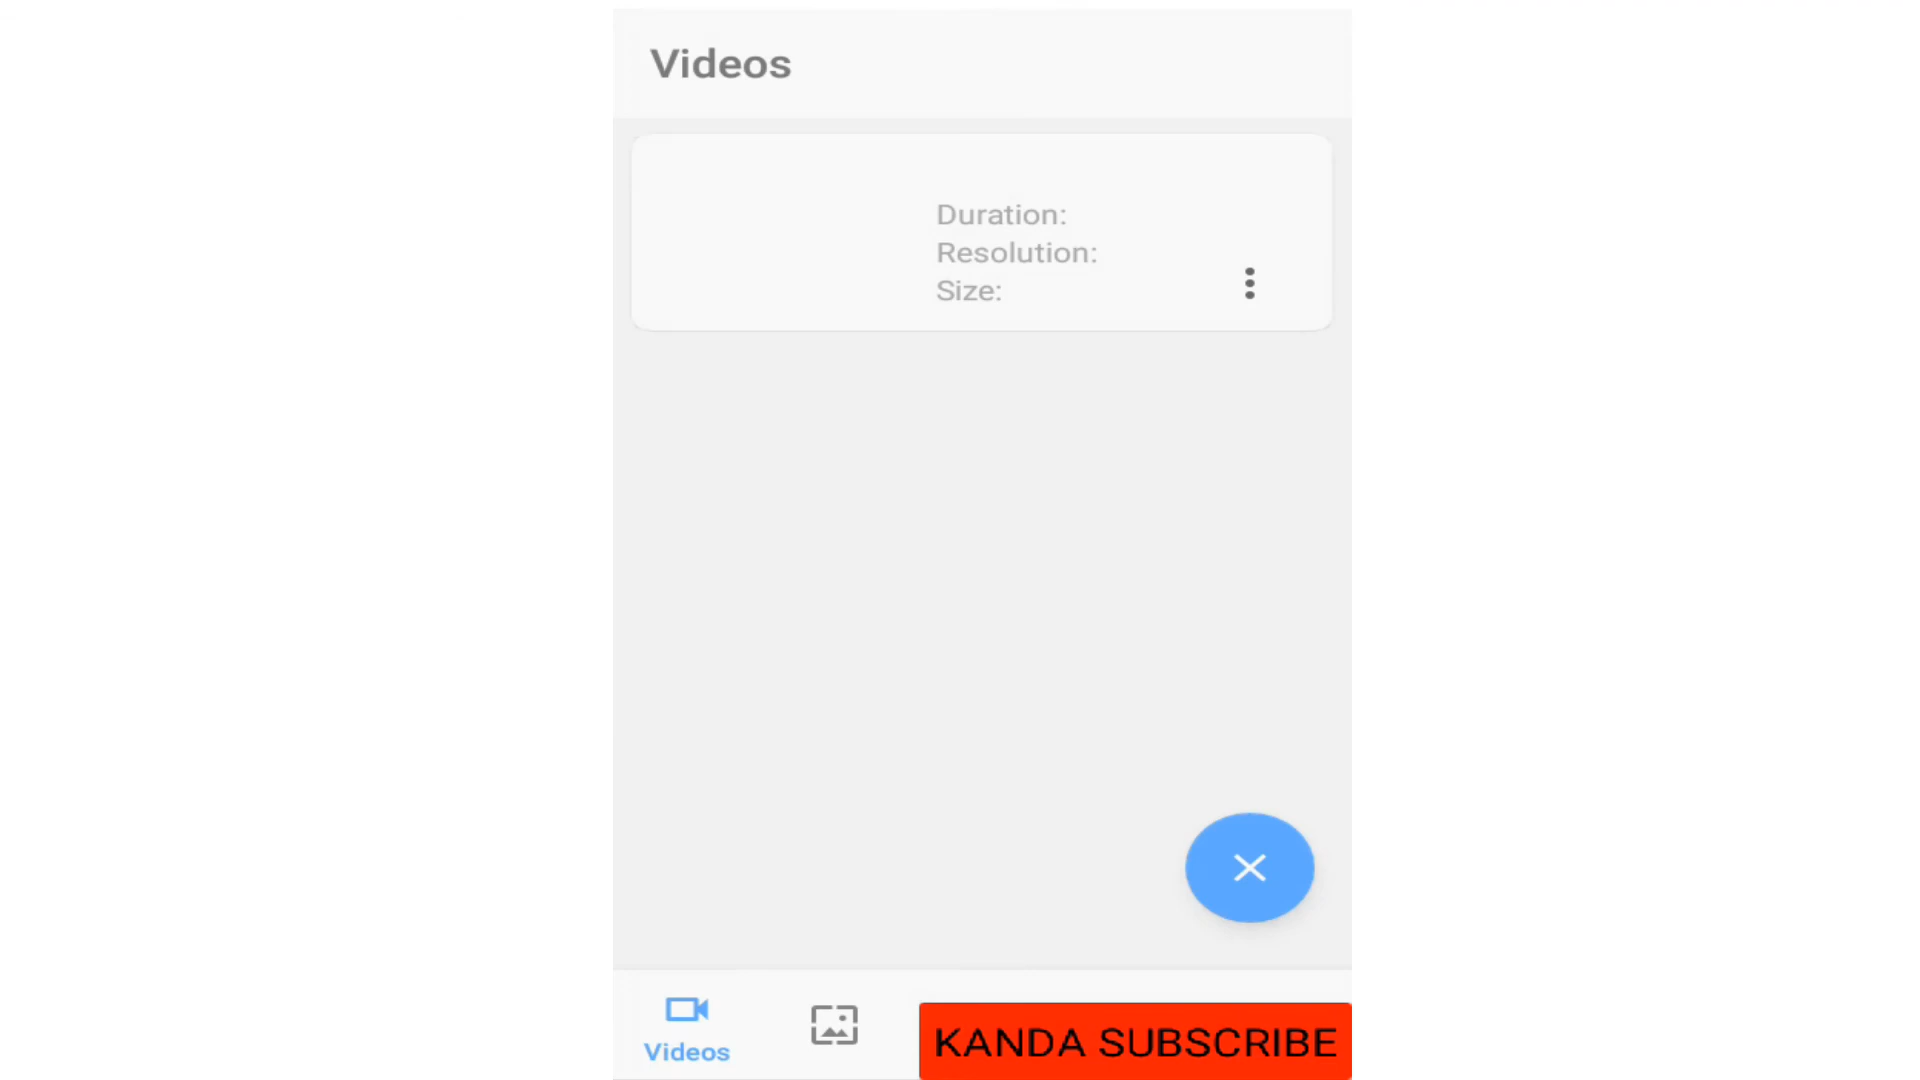 Videos
Duration:
Resolution:
Size:
Videos
KANDA SUBSCRIBE